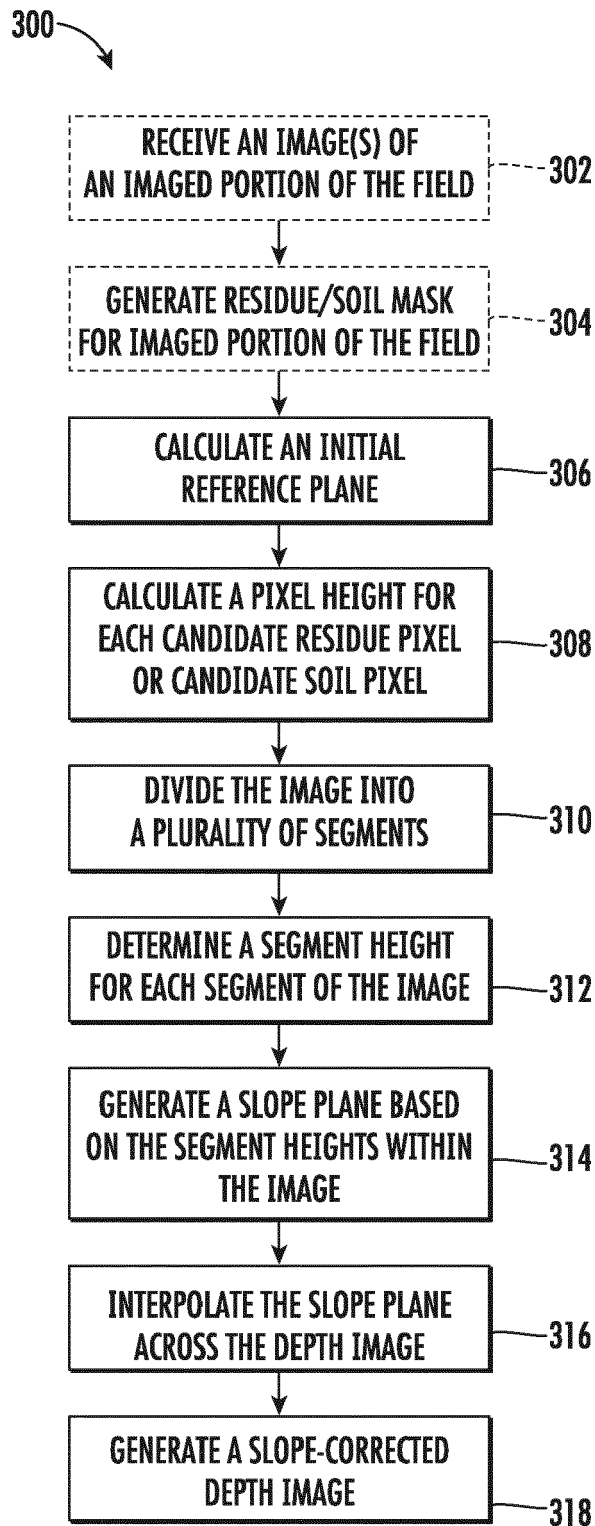 300
RECEIVE AN IMAGE(S) OF
AN IMAGED PORTION OF THE FIELD
302
GENERATE RESIDUE/SOIL MASK
FOR IMAGED PORTION OF THE FIELD
304
CALCULATE AN INITIAL
REFERENCE PLANE
306
CALCULATE A PIXEL HEIGHT FOR
EACH CANDIDATE RESIDUE PIXEL
OR CANDIDATE SOIL PIXEL
308
DIVIDE THE IMAGE INTO
A PLURALITY OF SEGMENTS
310
DETERMINE A SEGMENT HEIGHT
FOR EACH SEGMENT OF THE IMAGE
312
GENERATE A SLOPE PLANE BASED
ON THE SEGMENT HEIGHTS WITHIN
THE IMAGE
314
INTERPOLATE THE SLOPE PLANE
ACROSS THE DEPTH IMAGE
316
GENERATE A SLOPE-CORRECTED
DEPTH IMAGE
318